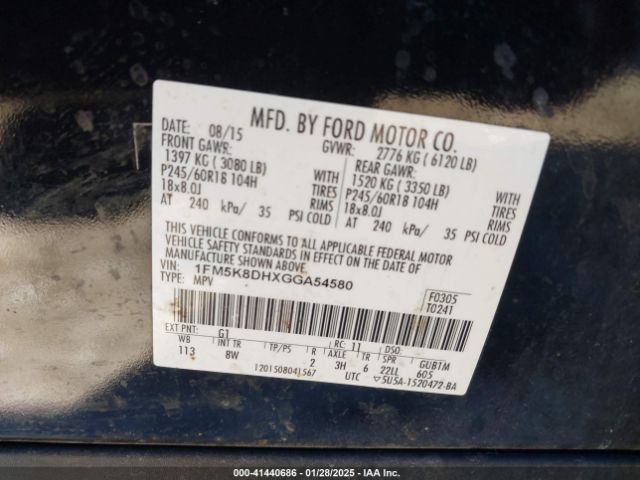 MFD. BY FORD MOTOR CO.
DATE: 08/15 GVWR: 2776 KG ( 6120 LB)
FRONT GAWR: REAR GAWR:
1397 KG ( 3080 LB) WITH 1520 KG ( 3350 LB) WITH
P245/60R18 104H TIRES P245/60R18 104H TIRES
18x8.0J RIMS 18x8.0J RIMS
AT 240 kPa/ 35 PSI COLD AT 240 kPa/ 35 PSI COLD
THIS VEHICLE CONFORMS TO ALL APPLICABLE FEDERAL MOTOR
VEHICLE SAFETY STANDARDS IN EFFECT ON THE DATE OF
MANUFACTURE SHOWN ABOVE.
VIN: 1FM5K8DHXGGA54580
TYPE: MPV
F0305
T0241
EXT PNT: G1 RC: 11 DSO:
WB INT TR TP/PS R AXLE TR SPR GUB1M
113 8W 2 3H 6 22LL 605
1201508041567 UTC ▽5U5A-1520472-BA
000-41440686 - 01/28/2025 - IAA Inc.